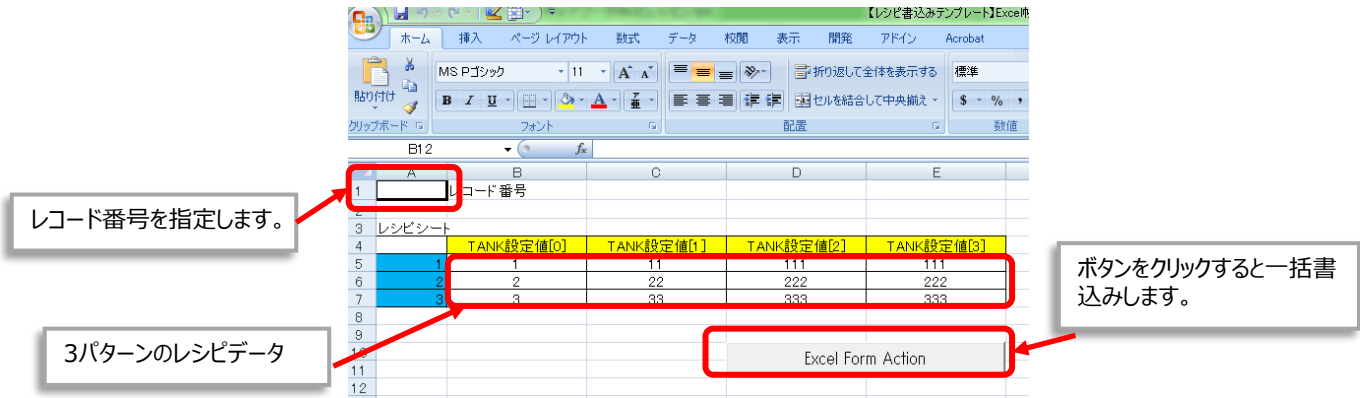 【レシピ書込みテンプレート】Excel
ホーム 挿入 ページ レイアウト 数式 データ 校閲 表示 開発 アドイン Acrobat
貼り付け
MS Pゴシック 11 A A 折り返して全体を表示する 標準
B I U A セルを結合して中央揃え $ % ,
クリップボード フォント 配置 数値
B12 fx
A B C D E
1 レコード番号
2
3 レシピシート
4 TANK設定値[0] TANK設定値[1] TANK設定値[2] TANK設定値[3]
5 1 1 11 111 111
6 2 2 22 222 222
7 3 3 33 333 333
8
9
10 Excel Form Action
11
12
レコード番号を指定します。
3パターンのレシピデータ
ボタンをクリックすると一括書
込みします。